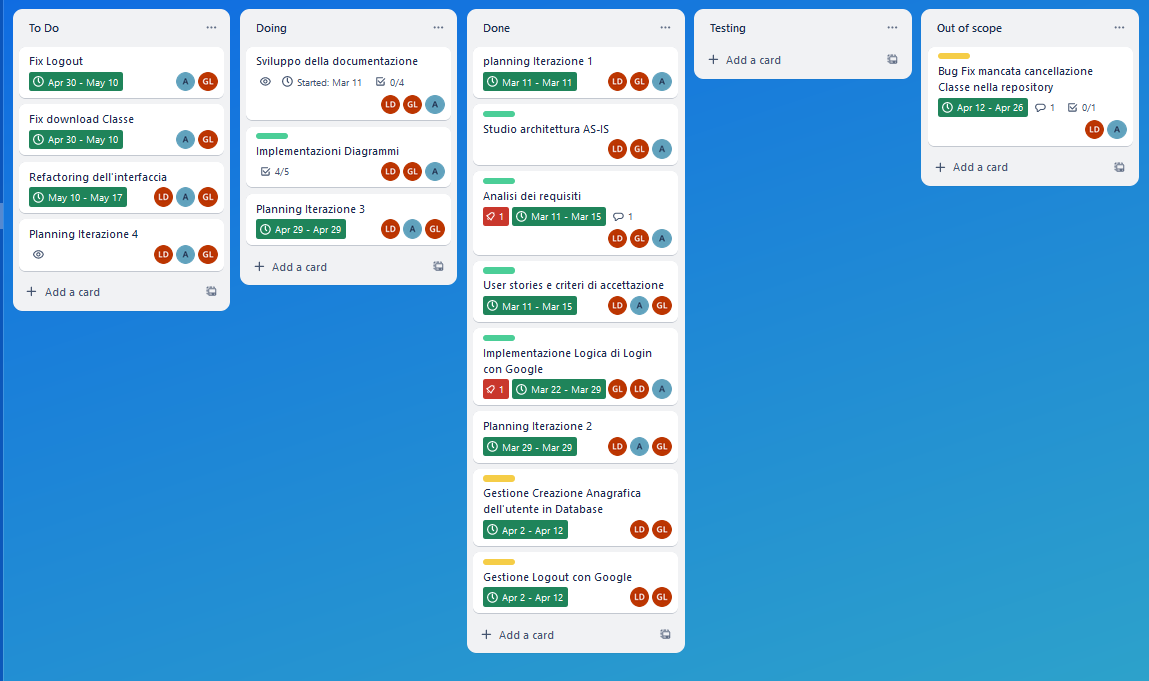 To Do
Fix Logout
Apr 30 - May 10
A GL
Fix download Classe
Apr 30 - May 10
A GL
Refactoring dell'interfaccia
May 10 - May 17
LD A GL
Planning Iterazione 4
LD A GL
+ Add a card
Doing
Sviluppo della documentazione
Started: Mar 11
0/4
LD GL A
Implementazioni Diagrammi
4/5
LD GL A
Planning Iterazione 3
Apr 29 - Apr 29
LD A GL
+ Add a card
Done
planning Iterazione 1
Mar 11 - Mar 11
LD GL A
Studio architettura AS-IS
LD GL A
Analisi dei requisiti
1
Mar 11 - Mar 15
1
LD GL A
User stories e criteri di accettazione
Mar 11 - Mar 15
LD A GL
Implementazione Logica di Login
con Google
1
Mar 22 - Mar 29
GL LD A
Planning Iterazione 2
Mar 29 - Mar 29
LD A GL
Gestione Creazione Anagrafica
dell'utente in Database
Apr 2 - Apr 12
LD GL
Gestione Logout con Google
Apr 2 - Apr 12
LD GL
+ Add a card
Testing
+ Add a card
Out of scope
Bug Fix mancata cancellazione
Classe nella repository
Apr 12 - Apr 26
1
0/1
LD A
+ Add a card